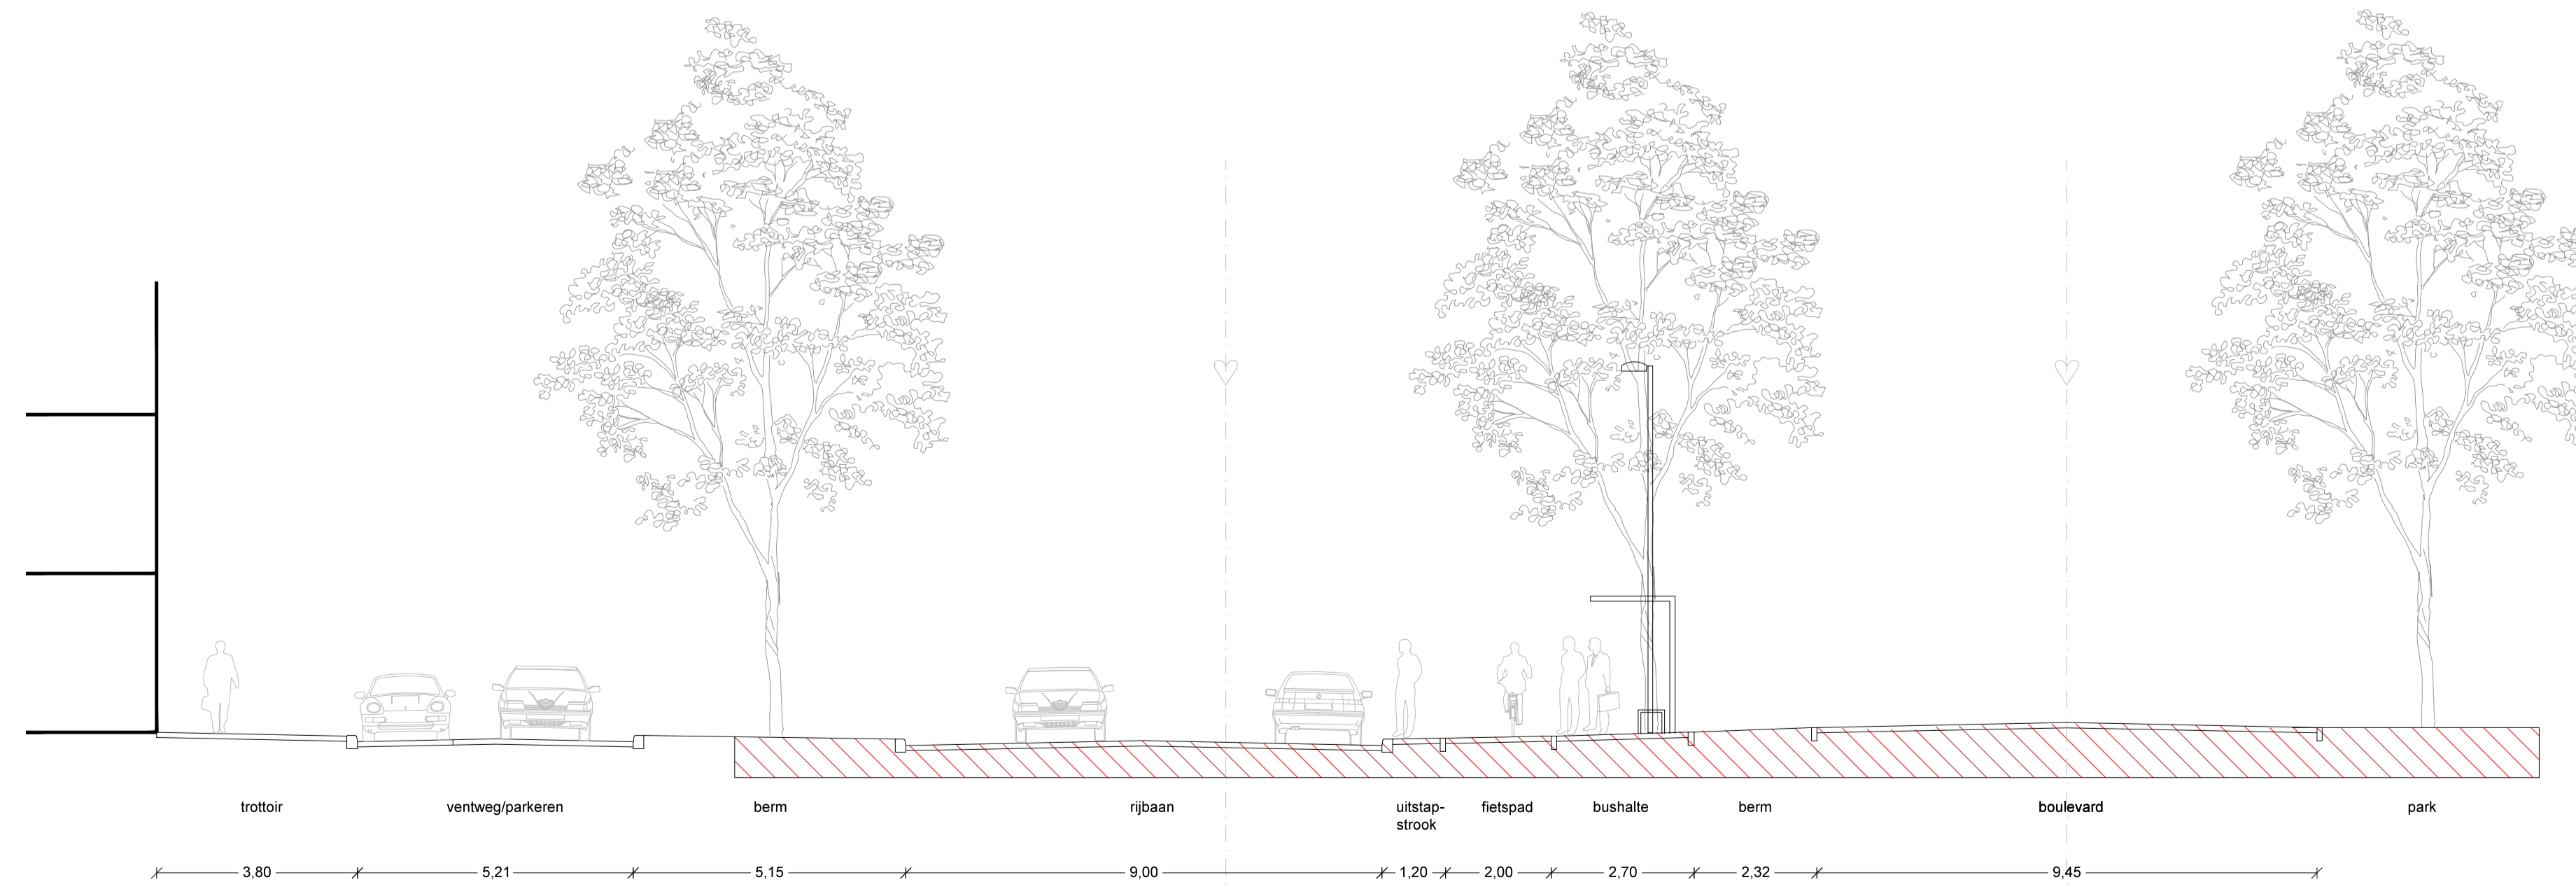 trottoir
ventweg/parkeren
berm
rijbaan
uitstap-
strook
fietspad
bushalte
berm
boulevard
park
3,80
5,21
5,15
9,00
1,20
2,00
2,70
2,32
9,45